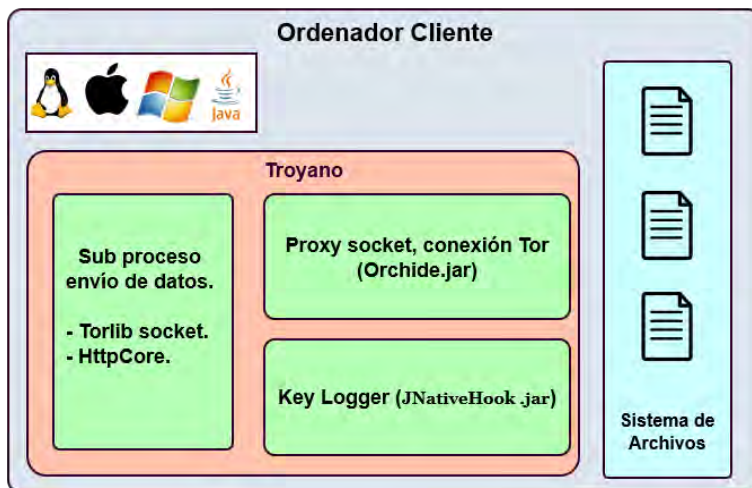 Ordenador Cliente
Java
Troyano
Sub proceso
envío de datos.
- Torlib socket.
- HttpCore.
Proxy socket, conexión Tor
(Orchide.jar)
Key Logger (JNativeHook .jar)
Sistema de
Archivos